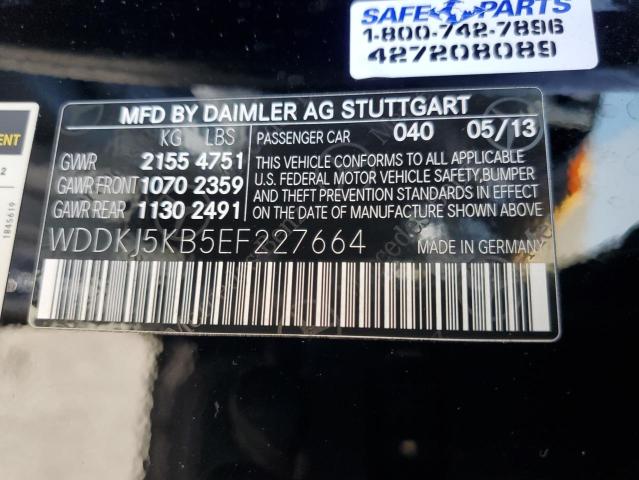 SAFE PARTS
1-800-742-7896
427208089
MFD BY DAIMLER AG STUTTGART
KG LBS PASSENGER CAR 040 05/13
GVWR 2155 4751 THIS VEHICLE CONFORMS TO ALL APPLICABLE
GAWR FRONT 1070 2359 U.S. FEDERAL MOTOR VEHICLE SAFETY, BUMPER
GAWR REAR 1130 2491 AND THEFT PREVENTION STANDARDS IN EFFECT
ON THE DATE OF MANUFACTURE SHOWN ABOVE
WDDKJ5KB5EF227664 MADE IN GERMANY
2
1845619